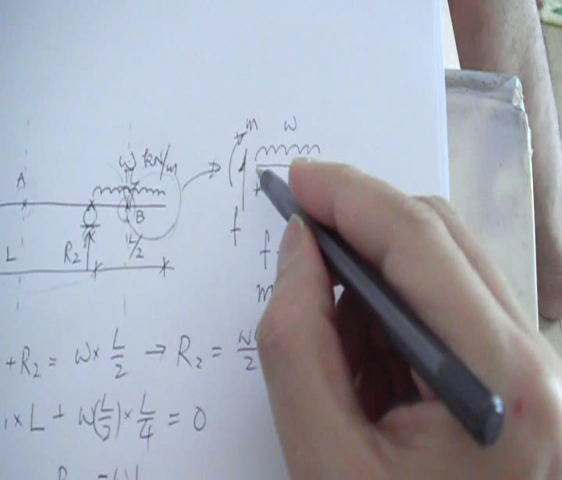 m w
w kN/m
A
B
L R2 L/2
f
f
m
+R2 = w× L/2 → R2 =
×L + w(L/2)× L/4 = 0